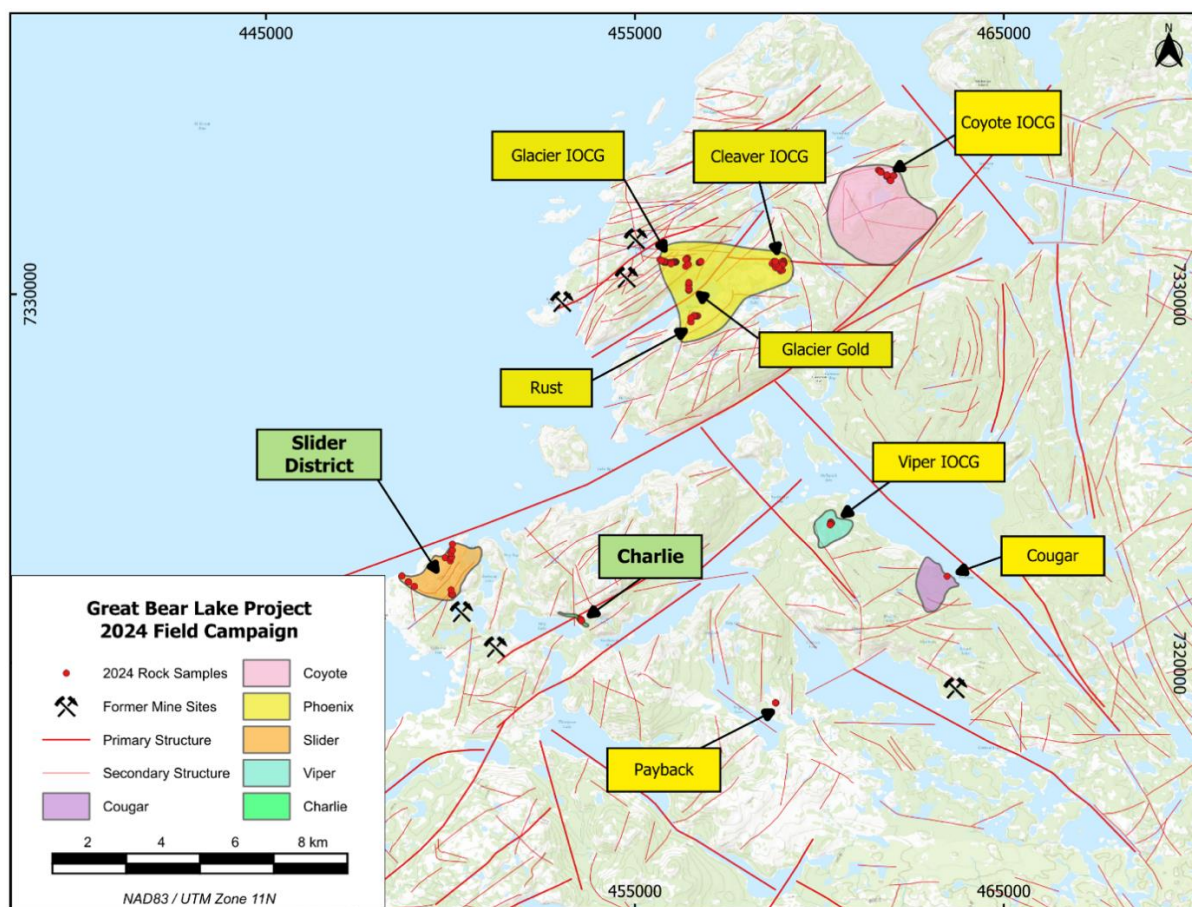 445000
455000
465000
N
Coyote IOCG
Glacier IOCG
Cleaver IOCG
7330000
7330000
Glacier Gold
Rust
Slider
District
Viper IOCG
Charlie
Cougar
Great Bear Lake Project
2024 Field Campaign
2024 Rock Samples
Coyote
Former Mine Sites
Phoenix
Primary Structure
Slider
Secondary Structure
Viper
Cougar
Charlie
2 4 6 8 km
NAD83 / UTM Zone 11N
7320000
Payback
455000
465000